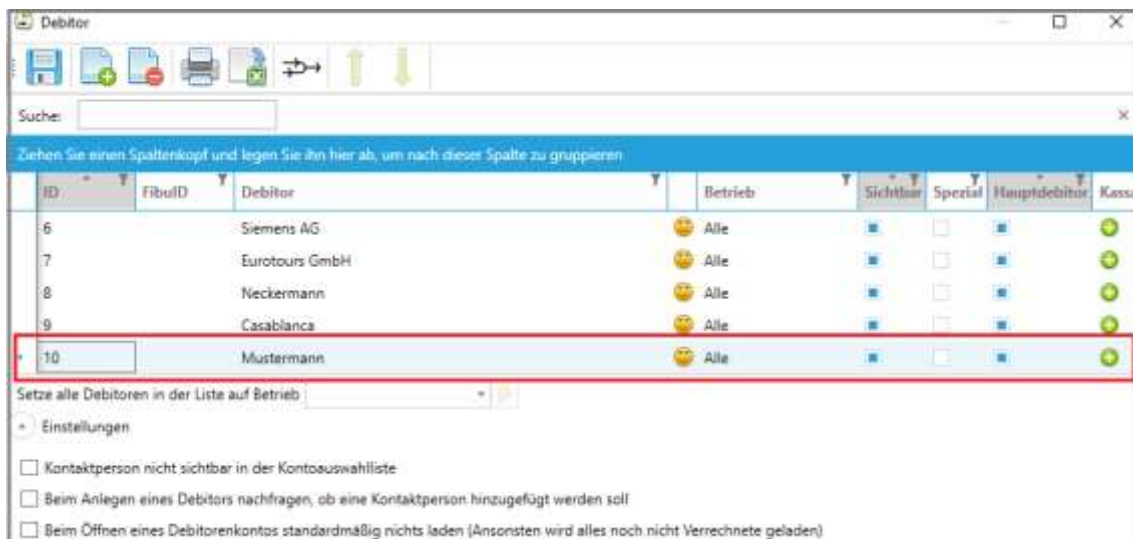 Debitor
Suche:
Ziehen Sie einen Spaltenkopf und legen Sie ihn hier ab, um nach dieser Spalte zu gruppieren
ID FibuID Debitor Betrieb Sichtbar Spezial Hauptdebitor Kassa
6 Siemens AG Alle
7 Eurotours GmbH Alle
8 Neckermann Alle
9 Casablanca Alle
10 Mustermann Alle
Setze alle Debitoren in der Liste auf Betrieb
Einstellungen
Kontaktperson nicht sichtbar in der Kontoauswahlliste
Beim Anlegen eines Debitors nachfragen, ob eine Kontaktperson hinzugefügt werden soll
Beim Öffnen eines Debitorenkontos standardmäßig nichts laden (Ansonsten wird alles noch nicht Verrechnete geladen)